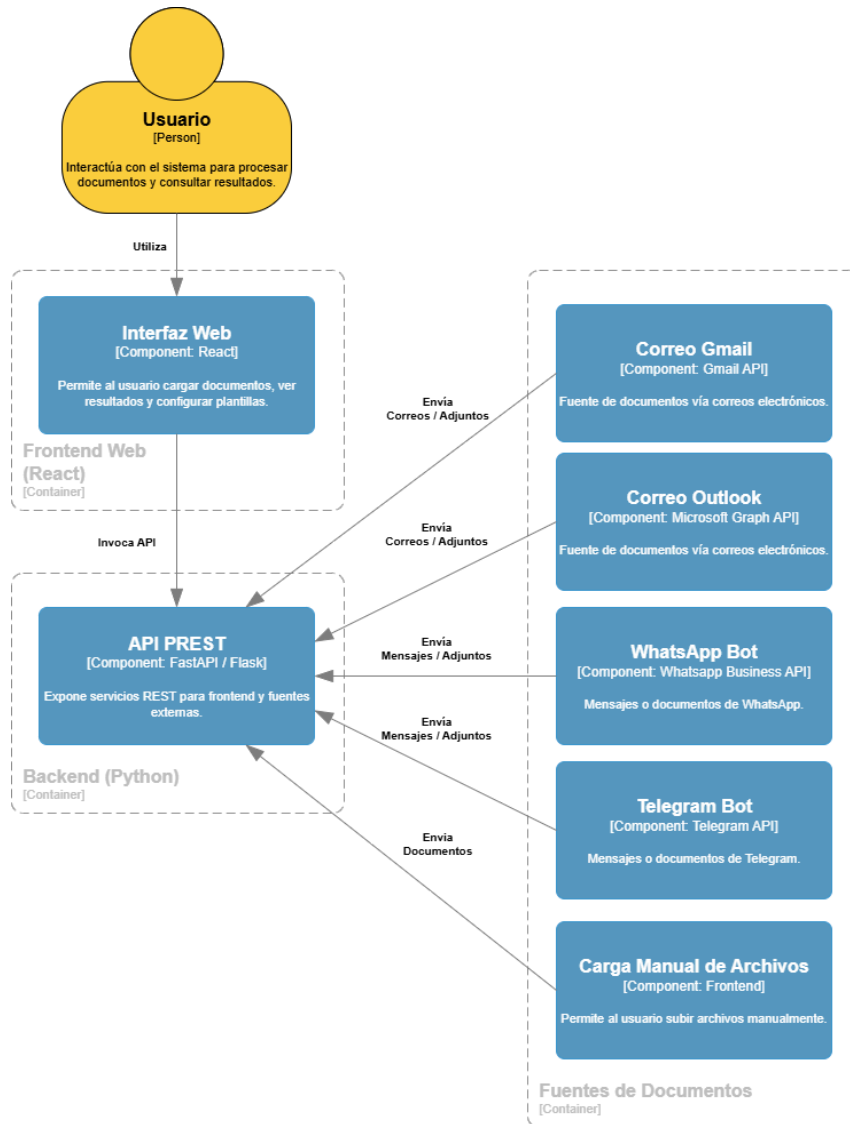 Usuario
[Person]
Interactúa con el sistema para procesar
documentos y consultar resultados.
Utiliza
Interfaz Web
[Component: React]
Permite al usuario cargar documentos, ver
resultados y configurar plantillas.
Frontend Web
(React)
[Container]
Invoca API
API PREST
[Component: FastAPI / Flask]
Expone servicios REST para frontend y fuentes
externas.
Backend (Python)
[Container]
Envía
Correos / Adjuntos
Envía
Correos / Adjuntos
Envía
Mensajes / Adjuntos
Envía
Mensajes / Adjuntos
Envía
Documentos
Correo Gmail
[Component: Gmail API]
Fuente de documentos vía correos electrónicos.
Correo Outlook
[Component: Microsoft Graph API]
Fuente de documentos vía correos electrónicos.
WhatsApp Bot
[Component: Whatsapp Business API]
Mensajes o documentos de WhatsApp.
Telegram Bot
[Component: Telegram API]
Mensajes o documentos de Telegram.
Carga Manual de Archivos
[Component: Frontend]
Permite al usuario subir archivos manualmente.
Fuentes de Documentos
[Container]